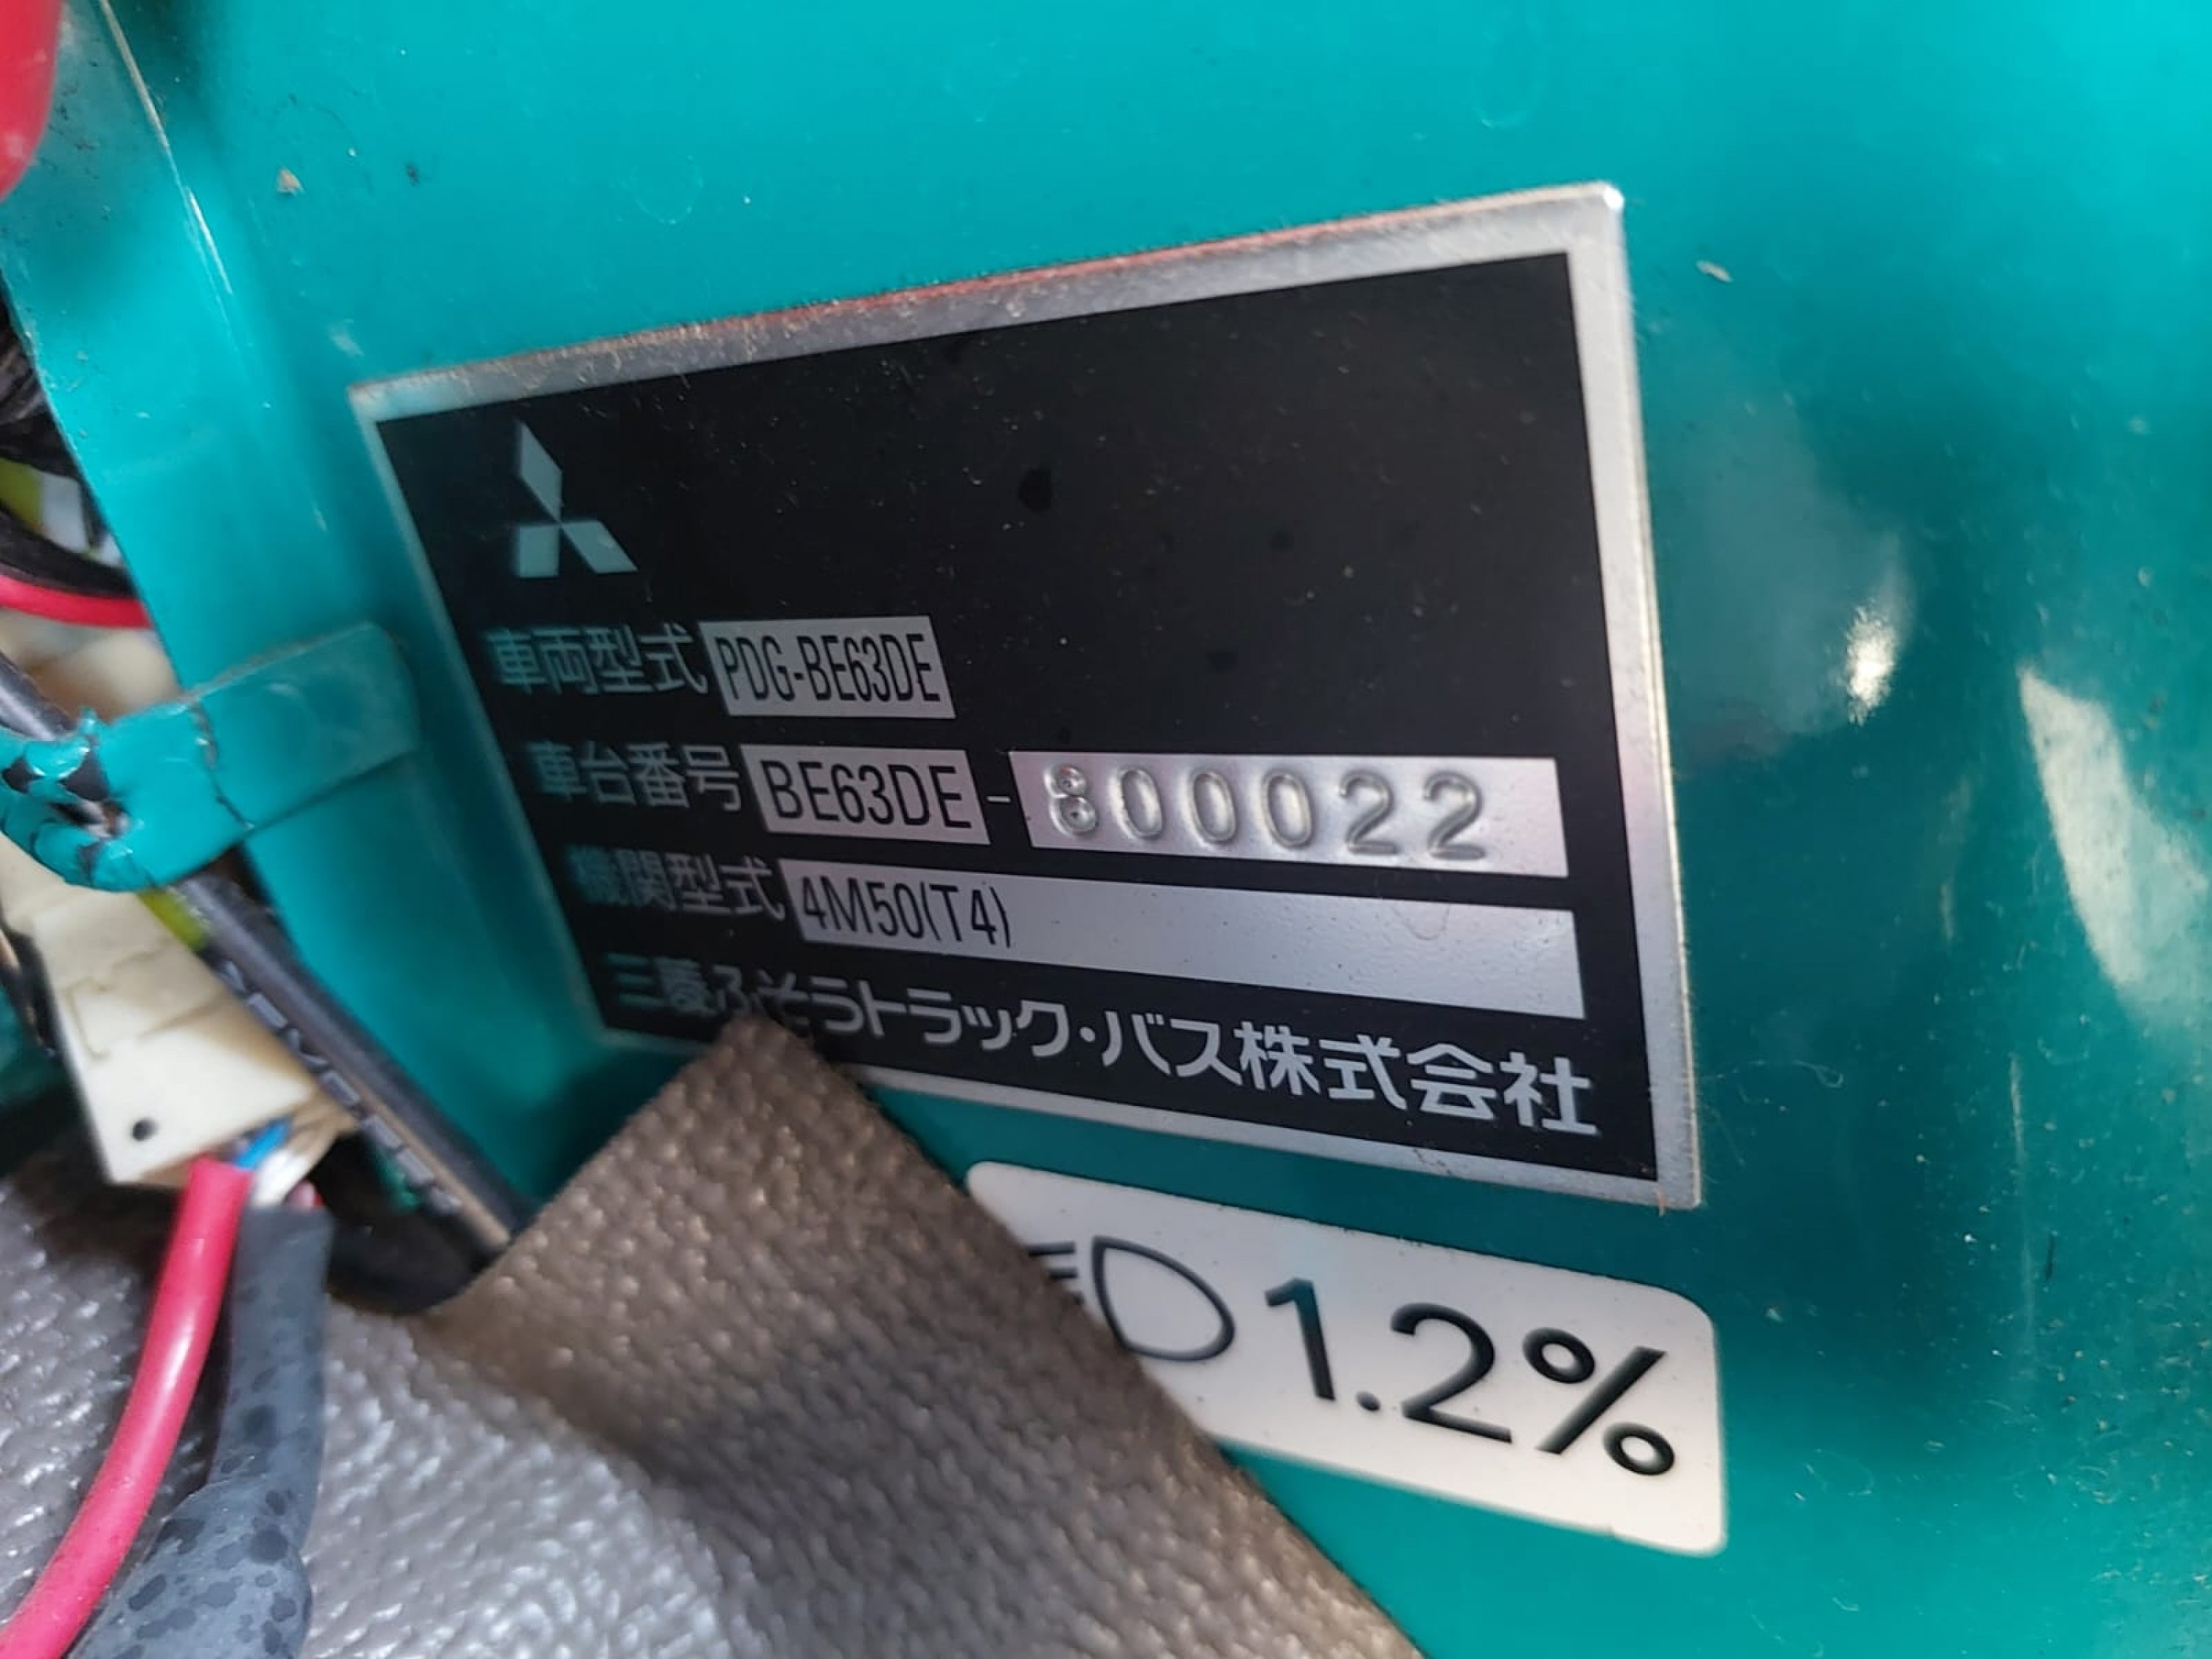 車両型式 PDG-BE63DE
車台番号 BE63DE-800022
機関型式 4M50(T4)
三菱ふそうトラック・バス株式会社
1.2%